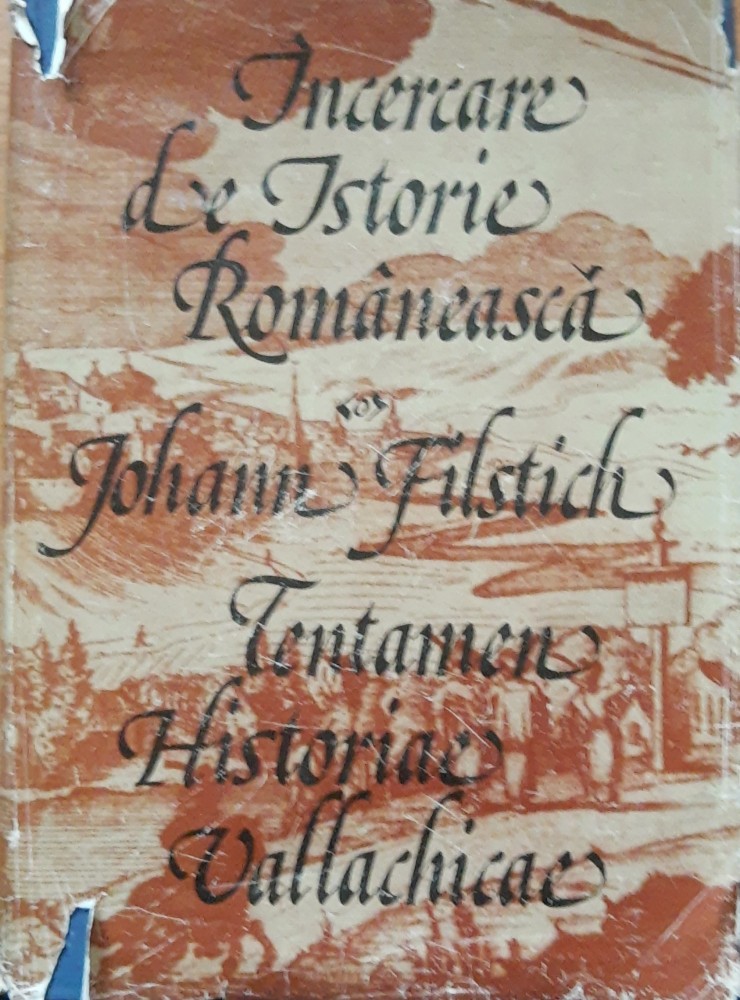 Încercare
de Istorie
Românească
Johann Filstich
Tentamen
Historiae
Vallachicae